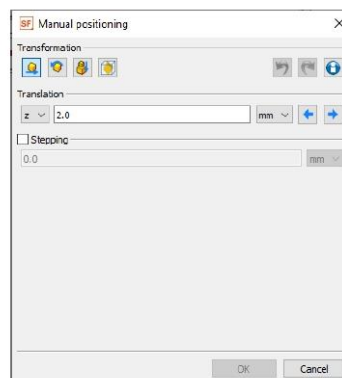 SF Manual positioning
Transformation
Translation
z 2.0 mm
Stepping
0.0 mm
OK Cancel